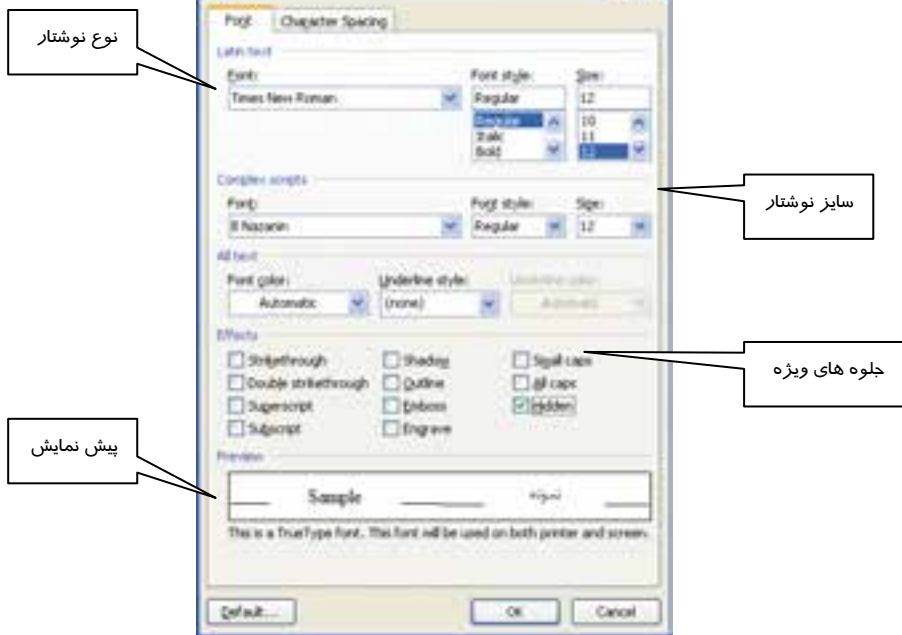 Font Character Spacing
نوع نوشتار
Latin text
Font: Font style: Size:
Times New Roman Regular 12
Regular 10
Italic 11
Bold 12
Complex scripts
سایز نوشتار
Font: Font style: Size:
B Nazanin Regular 12
All text
Font color: Underline style: Underline color:
Automatic (none) Automatic
Effects
Strikethrough Shadow Small caps
جلوه های ویژه
Double strikethrough Outline All caps
Superscript Emboss Hidden
Subscript Engrave
پیش نمایش
Preview
Sample نمونه
This is a TrueType font. This font will be used on both printer and screen.
Default... OK Cancel